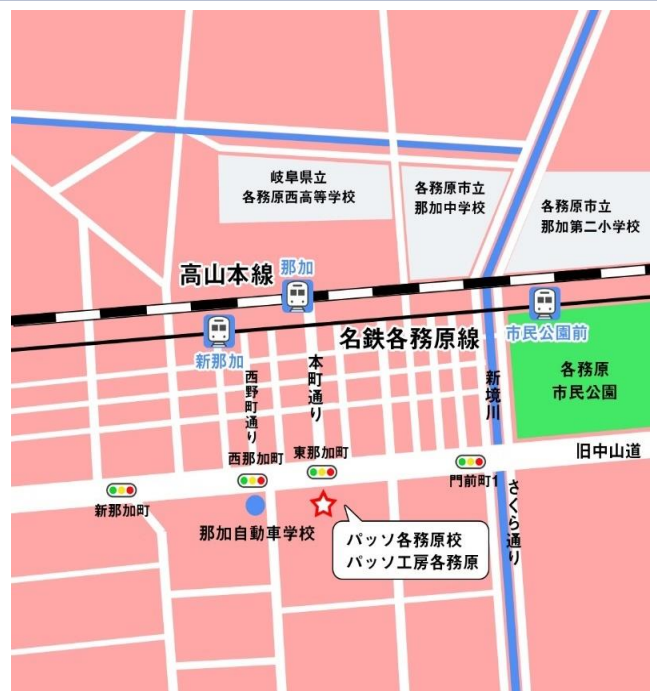 岐阜県立
各務原西高等学校
各務原市立
那加中学校
各務原市立
那加第二小学校
高山本線
那加
新那加
名鉄各務原線
市民公園前
各務原
市民公園
西野町通り
本町通り
新境川
旧中山道
西那加町
東那加町
門前町1
新那加町
さくら通り
那加自動車学校
パッソ各務原校
パッソ工房各務原